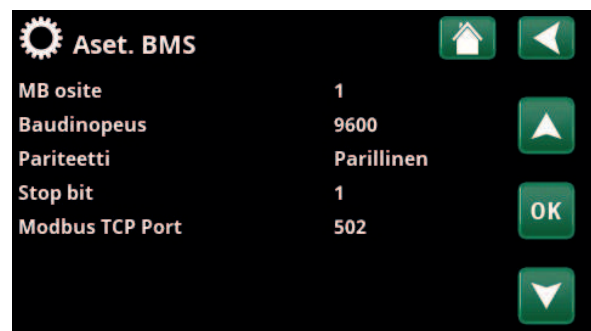 Aset. BMS
MB osite 1
Baudinopeus 9600
Pariteetti Parillinen
Stop bit 1
OK
Modbus TCP Port 502